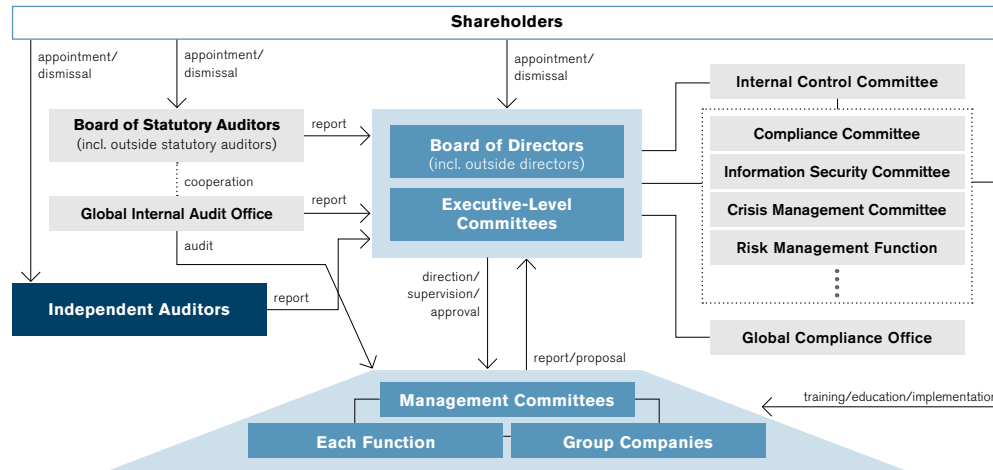 Shareholders
appointment/
dismissal
appointment/
dismissal
appointment/
dismissal
Internal Control Committee
Board of Statutory Auditors
(incl. outside statutory auditors)
report
Board of Directors
(incl. outside directors)
Compliance Committee
Information Security Committee
cooperation
Global Internal Audit Office
report
Executive-Level
Committees
Crisis Management Committee
Risk Management Function
audit
direction/
supervision/
approval
Independent Auditors
report
Global Compliance Office
report/proposal
Management Committees
training/education/implementation
Each Function
Group Companies